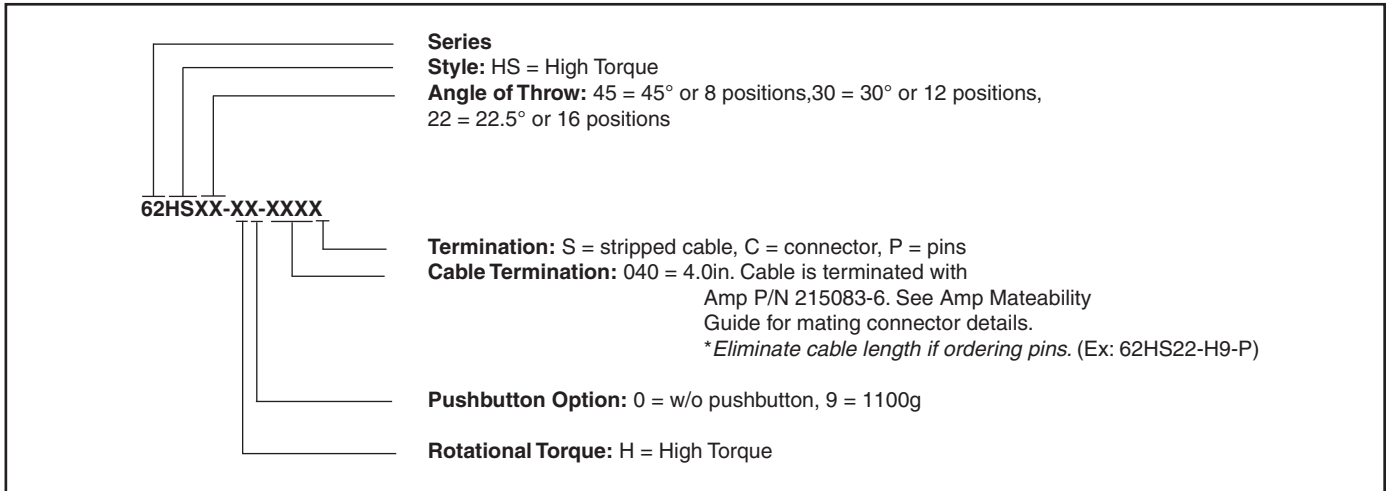 Series
Style: HS = High Torque
Angle of Throw: 45 = 45° or 8 positions,30 = 30° or 12 positions,
22 = 22.5° or 16 positions
62HSXX-XX-XXXX
Termination: S = stripped cable, C = connector, P = pins
Cable Termination: 040 = 4.0in. Cable is terminated with
Amp P/N 215083-6. See Amp Mateability
Guide for mating connector details.
*Eliminate cable length if ordering pins. (Ex: 62HS22-H9-P)
Pushbutton Option: 0 = w/o pushbutton, 9 = 1100g
Rotational Torque: H = High Torque